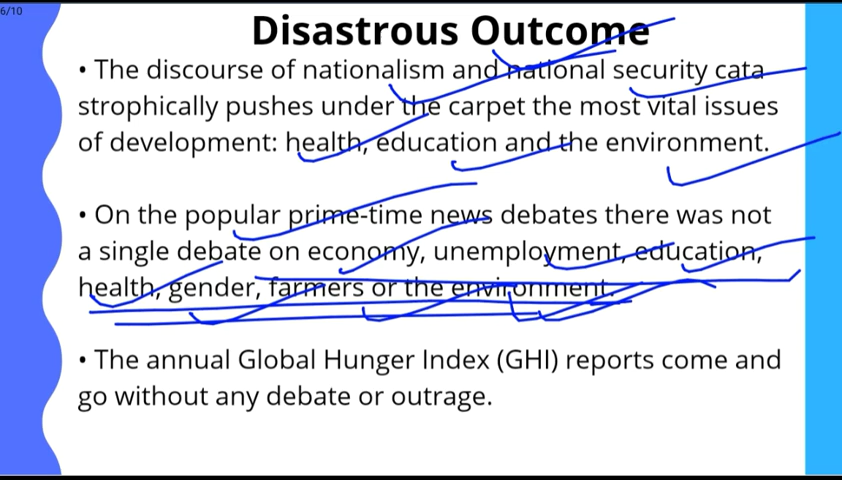 6/10
Disastrous Outcome
• The discourse of nationalism and national security cata
strophically pushes under the carpet the most vital issues
of development: health, education and the environment.
• On the popular prime-time news debates there was not
a single debate on economy, unemployment, education,
health, gender, farmers or the environment.
• The annual Global Hunger Index (GHI) reports come and
go without any debate or outrage.